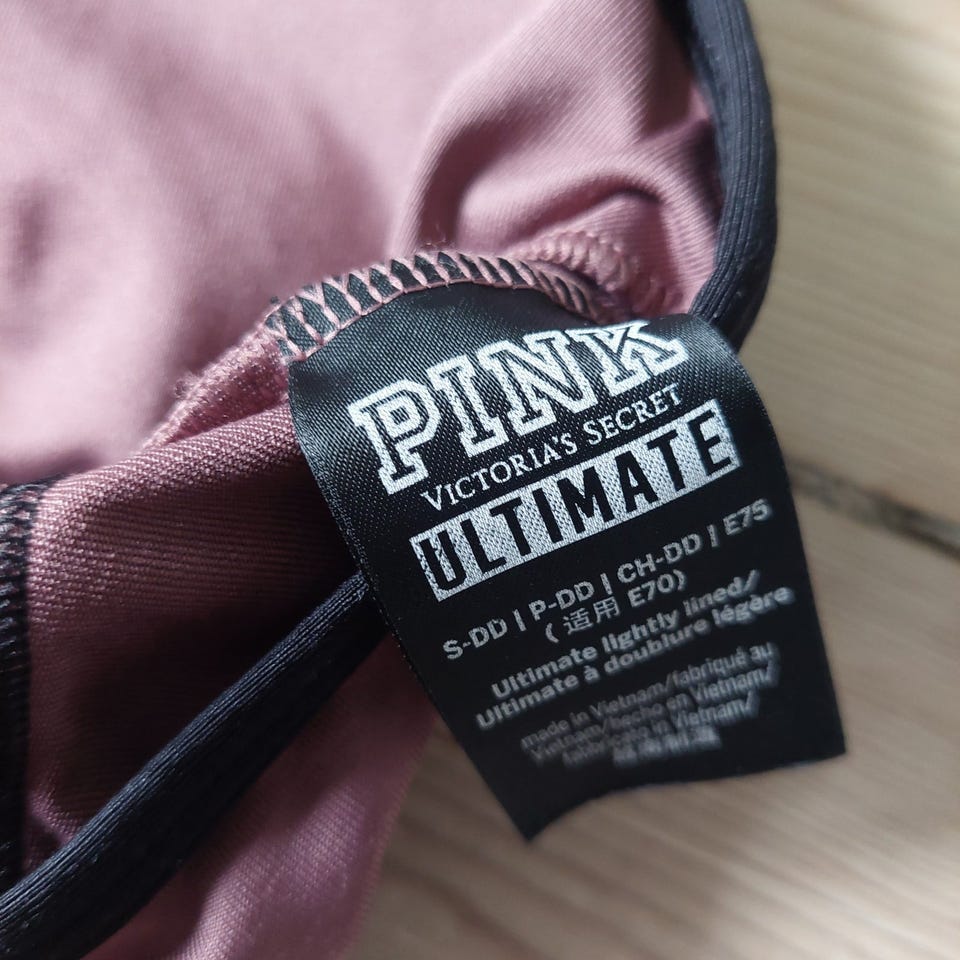 PINK
VICTORIA'S SECRET
ULTIMATE
S-DD | P-DD | CH-DD | E75
(适用 E70)
Ultimate lightly lined/
Ultimate à doublure légère
made in Vietnam/fabriqué au
Vietnam/hecho en Vietnam/
fabbricato in Vietnam/